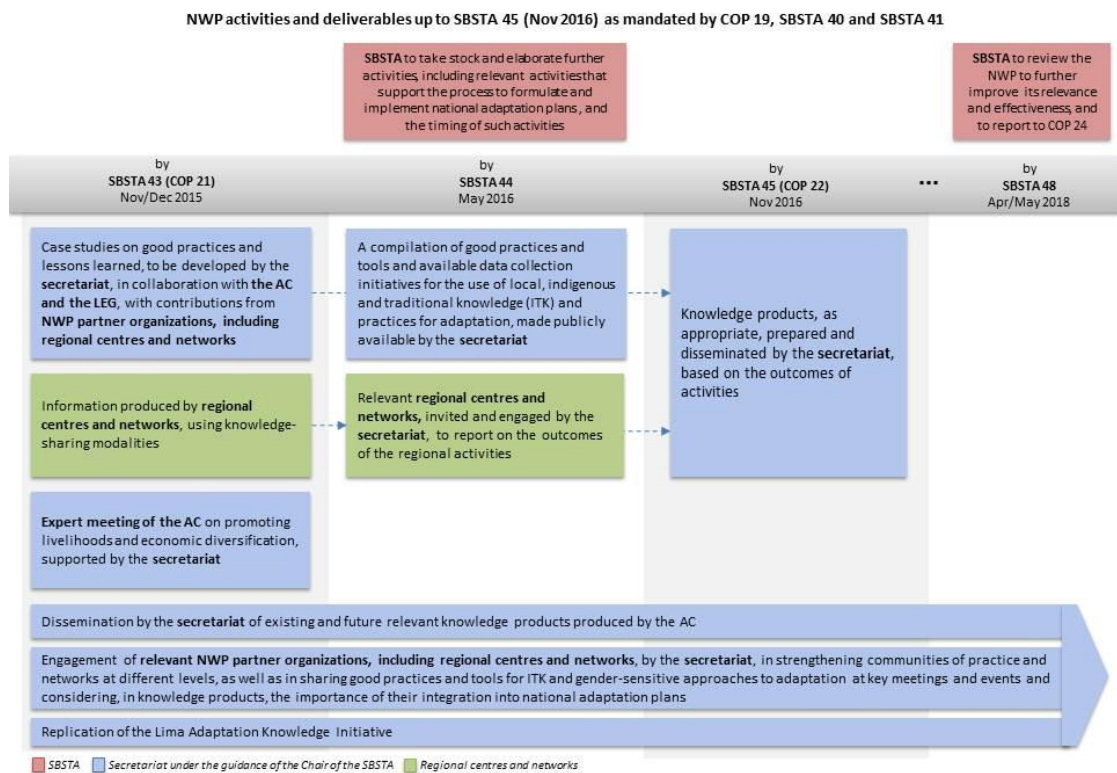 NWP activities and deliverables up to SBSTA 45 (Nov 2016) as mandated by COP 19, SBSTA 40 and SBSTA 41
SBSTA to take stock and elaborate further
activities, including relevant activities that
support the process to formulate and
implement national adaptation plans, and
the timing of such activities
SBSTA to review the
NWP to further
improve its relevance
and effectiveness, and
to report to COP 24
by
SBSTA 43 (COP 21)
Nov/Dec 2015
by
SBSTA 44
May 2016
by
SBSTA 45 (COP 22)
Nov 2016
...
by
SBSTA 48
Apr/May 2018
Case studies on good practices and
lessons learned, to be developed by the
secretariat, in collaboration with the AC
and the LEG, with contributions from
NWP partner organizations, including
regional centres and networks
A compilation of good practices and
tools and available data collection
initiatives for the use of local, indigenous
and traditional knowledge (ITK) and
practices for adaptation, made publicly
available by the secretariat
Knowledge products, as
appropriate, prepared and
disseminated by the secretariat,
based on the outcomes of
activities
Information produced by regional
centres and networks, using knowledge-
sharing modalities
Relevant regional centres and
networks, invited and engaged by the
secretariat, to report on the outcomes
of the regional activities
Expert meeting of the AC on promoting
livelihoods and economic diversification,
supported by the secretariat
Dissemination by the secretariat of existing and future relevant knowledge products produced by the AC
Engagement of relevant NWP partner organizations, including regional centres and networks, by the secretariat, in strengthening communities of practice and
networks at different levels, as well as in sharing good practices and tools for ITK and gender-sensitive approaches to adaptation at key meetings and events and
considering, in knowledge products, the importance of their integration into national adaptation plans
Replication of the Lima Adaptation Knowledge Initiative
SBSTA Secretariat under the guidance of the Chair of the SBSTA Regional centres and networks